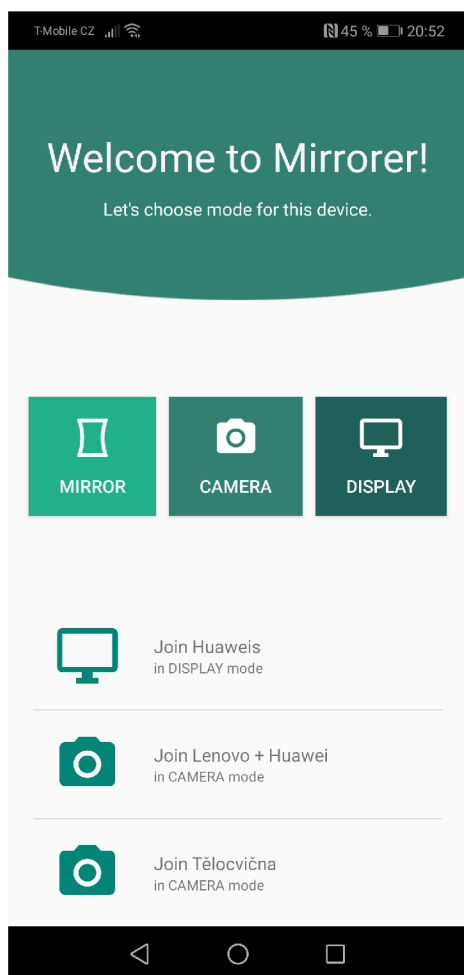 T-Mobile CZ 45 % 20:52
Welcome to Mirrorer!
Let's choose mode for this device.
MIRROR CAMERA DISPLAY
Join Huaweis
in DISPLAY mode
Join Lenovo + Huawei
in CAMERA mode
Join Tělocvična
in CAMERA mode